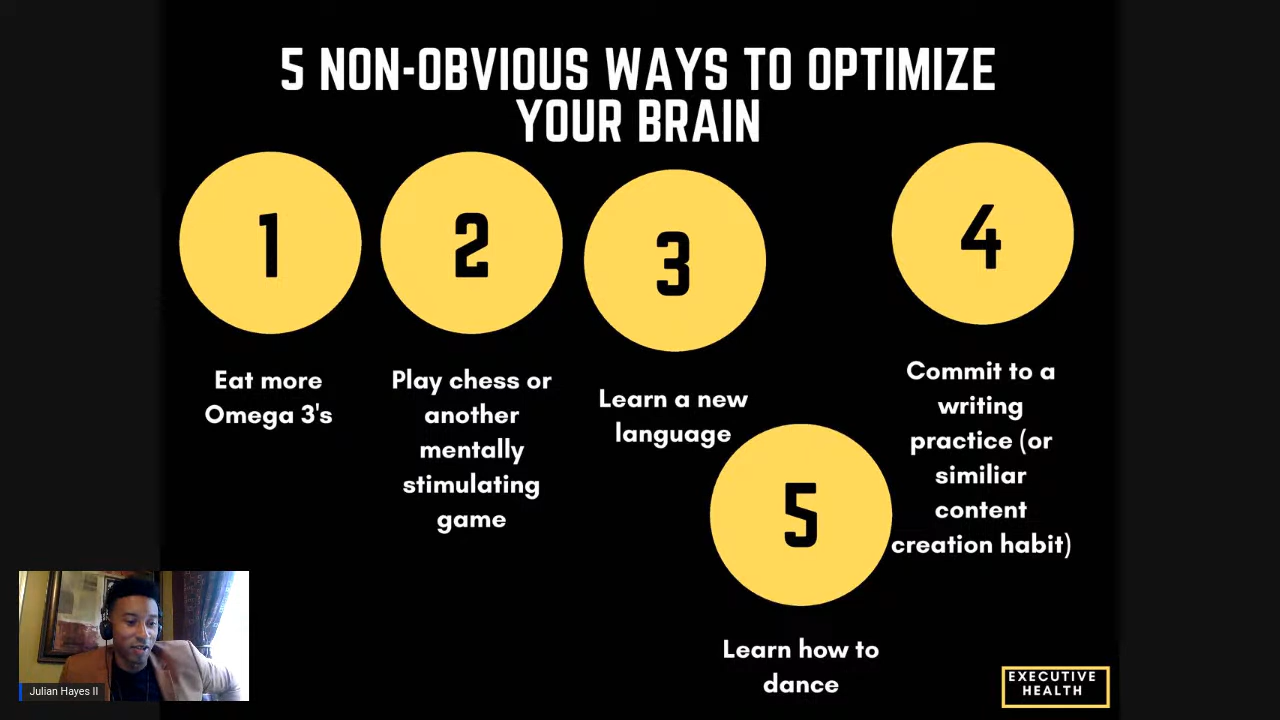 5 NON-OBVIOUS WAYS TO OPTIMIZE
YOUR BRAIN
1
Eat more
Omega 3's
2
Play chess or
another
mentally
stimulating
game
3
Learn a new
language
4
Commit to a
writing
practice (or
similiar
content
creation habit)
5
Learn how to
dance
Julian Hayes II
EXECUTIVE
HEALTH